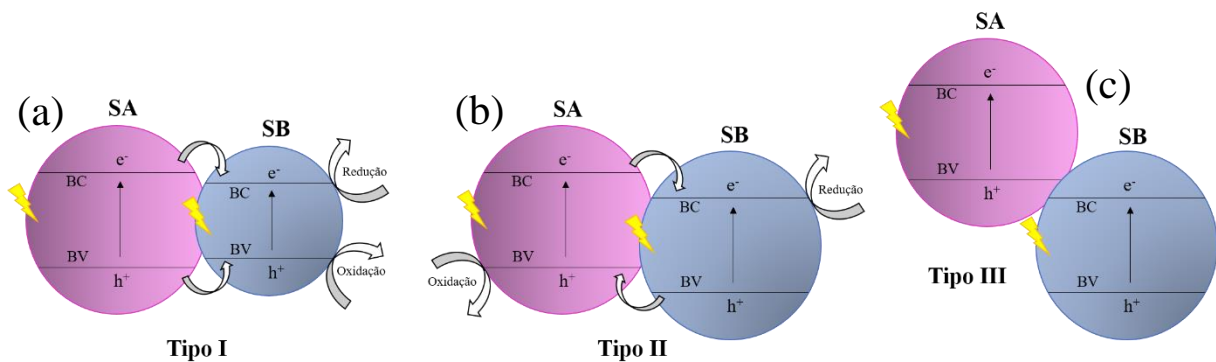 (a)
SA
SB
e-
BC
e-
BC
Redução
BV
BV
h+
h+
Oxidação
Tipo I
(b)
SA
SB
e-
BC
e-
BC
Redução
BV
h+
Oxidação
BV
h+
Tipo II
(c)
SA
e-
BC
BV
h+
SB
e-
BC
BV
h+
Tipo III